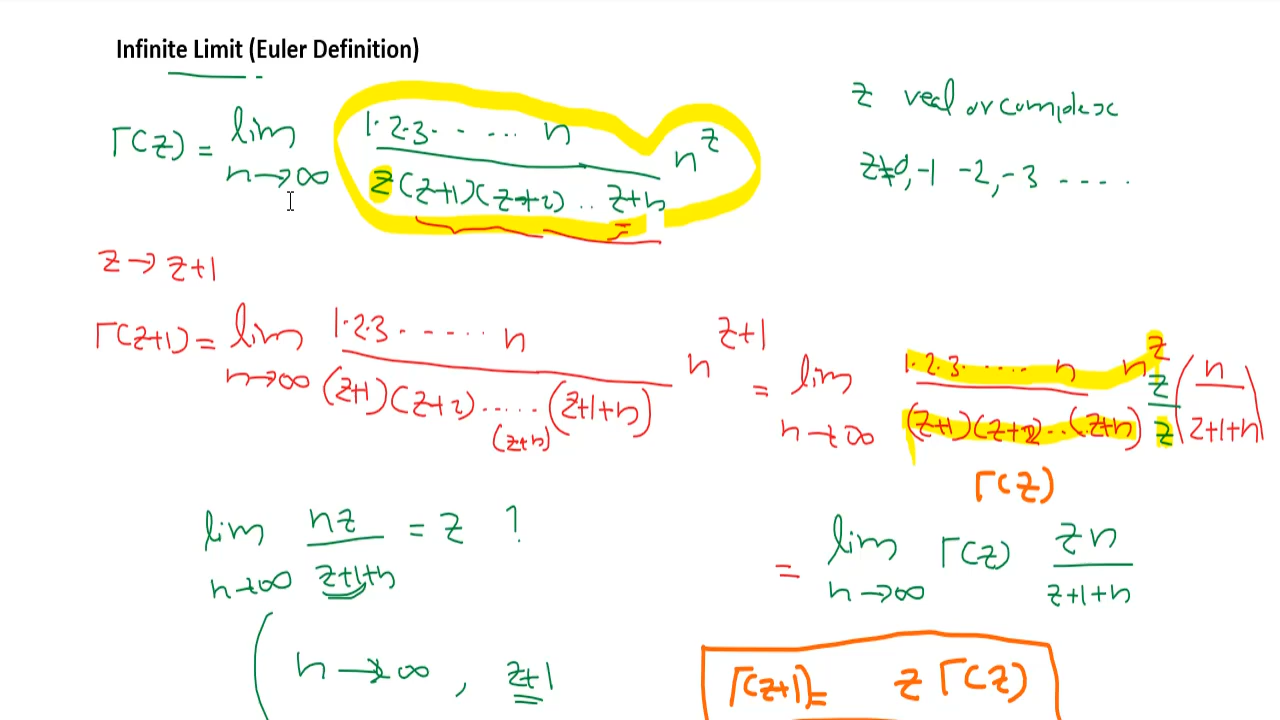 Infinite Limit (Euler Definition)
Γ(z) = lim n→∞ 1·2·3· · · · ··· n / z(z+1)(z+2) .. z+n n^z
z real or complex
z≠0, -1 -2, -3 ----.
z → z+1
Γ(z+1) = lim n→∞ 1·2·3 · ----·· n / (z+1)(z+2) ...... (z+n) (z+1+n) n^z+1 = lim n→∞ 1·2·3 ······ n n^z / (z+1)(z+2)..(z+n) z/z (n / z+1+n)
Γ(z)
lim n→∞ nz / z+1+n = z ?
= lim n→∞ Γ(z) zn / z+1+n
( n → ∞ , z+1
Γ(z+1) = z Γ(z)